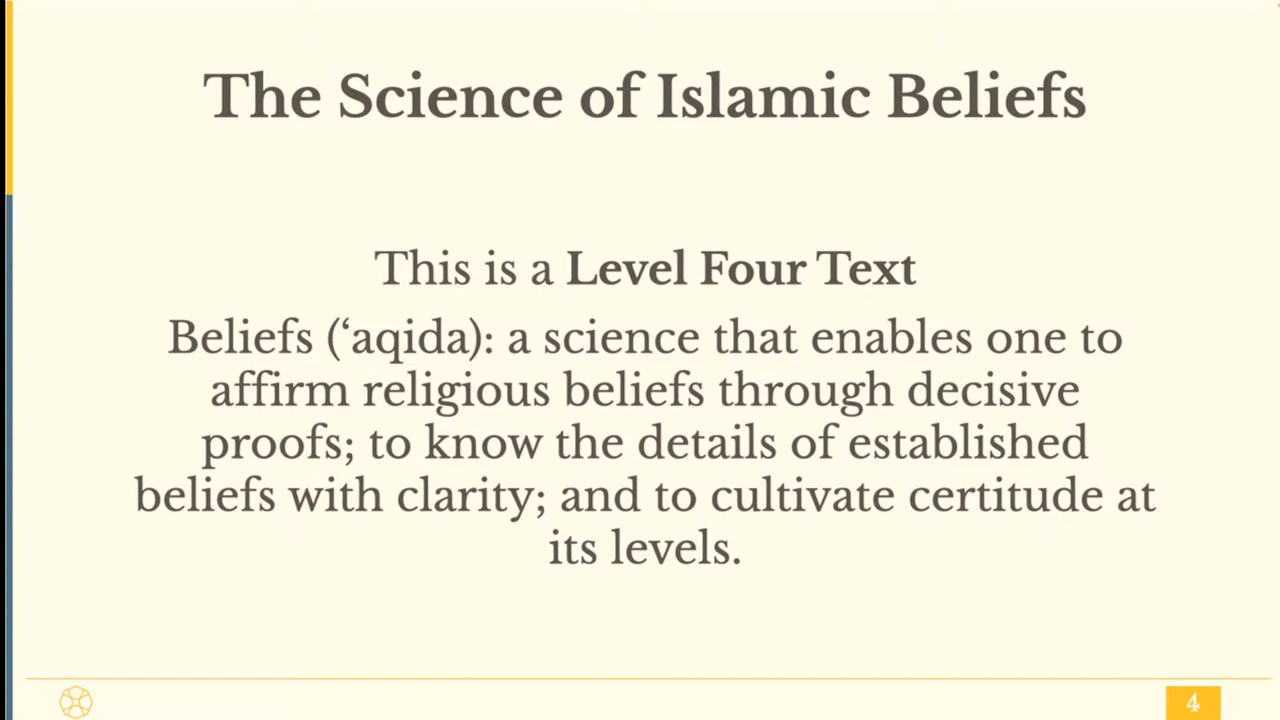 The Science of Islamic Beliefs
This is a Level Four Text
Beliefs (‘aqida): a science that enables one to
affirm religious beliefs through decisive
proofs; to know the details of established
beliefs with clarity; and to cultivate certitude at
its levels.
4